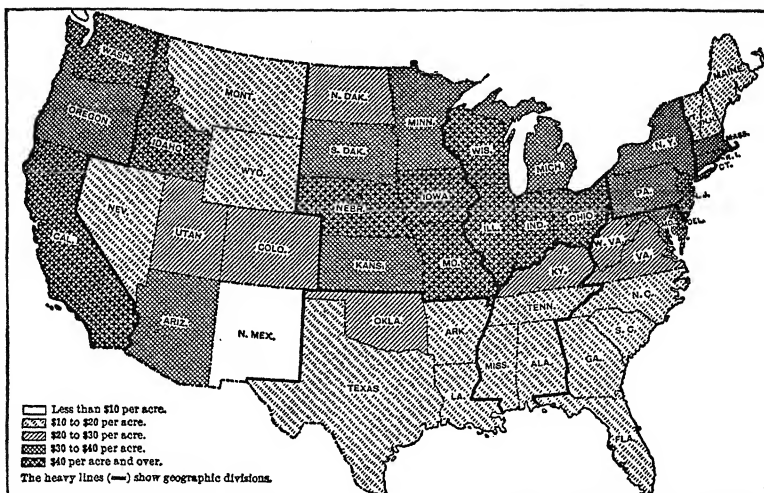 WASH.
MONT.
N. DAK.
MINN.
MAINE
OREGON.
IDAHO
S. DAK.
WIS.
MICH.
N.Y.
MASS.
R. I.
CT.
WYO.
NEV.
UTAH
COLO.
NEBR.
IOWA
ILL.
IND.
OHIO
PA.
N.J.
DEL.
W. VA.
VA.
CAL.
KANS.
MO.
KY.
ARIZ.
N. MEX.
OKLA.
ARK.
TENN.
N. C.
S. C.
TEXAS
LA.
MISS.
ALA.
GA.
FLA.
Less than $10 per acre.
$10 to $20 per acre.
$20 to $30 per acre.
$30 to $40 per acre.
$40 per acre and over.
The heavy lines (━) show geographic divisions.